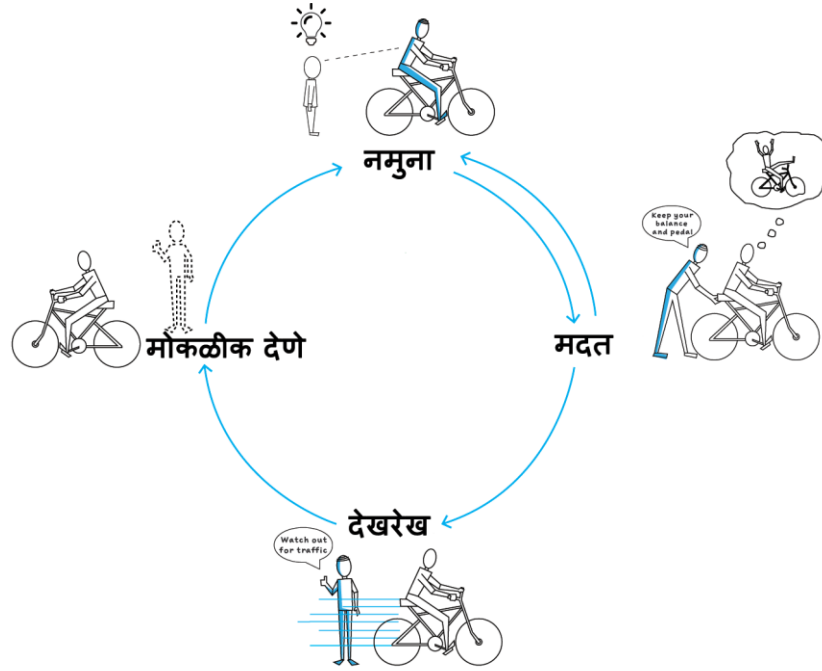 नमुना
Keep your
balance
and pedal
मदत
मोकळीक देणे
देखरेख
Watch out
for traffic